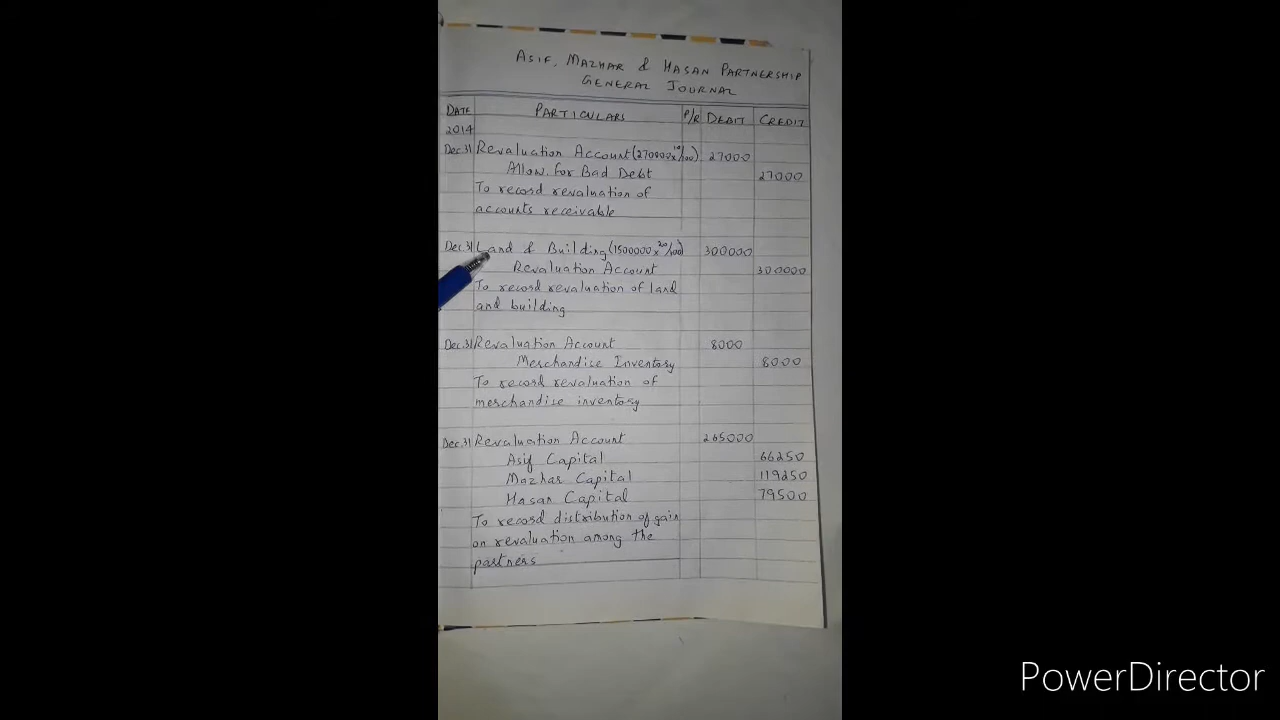 ASIF, MAZHAR & HASAN PARTNERSHIP
GENERAL JOURNAL
DATE PARTICULARS P/R DEBIT CREDIT
2014
Dec.31 Revaluation Account (270000x10/100) 27000
Allow. for Bad Debt 27000
To record revaluation of
accounts receivable
Dec.31 Land & Building (1500000x20/100) 300000
Revaluation Account 300000
To record revaluation of land
and building
Dec.31 Revaluation Account 8000
Merchandise Inventory 8000
To record revaluation of
merchandise inventory
Dec.31 Revaluation Account 265000
Asif Capital 66250
Mazhar Capital 119250
Hasan Capital 79500
To record distribution of gain
on revaluation among the
partners
PowerDirector